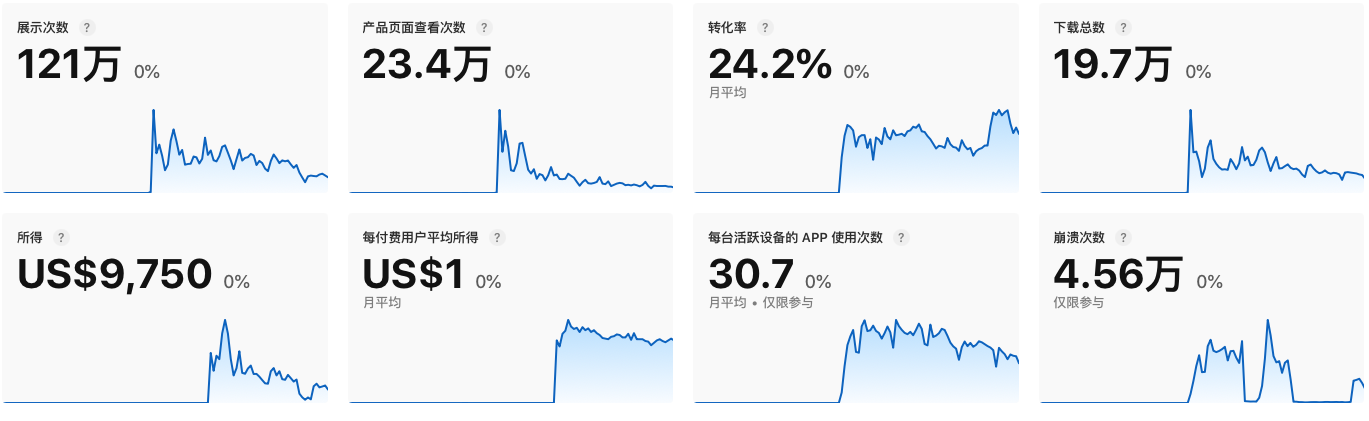 展示次数 ?
121万 0%
产品页面查看次数 ?
23.4万 0%
转化率 ?
24.2% 0%
月平均
下载总数 ?
19.7万 0%
所得 ?
US$9,750 0%
每付费用户平均所得 ?
US$1 0%
月平均
每台活跃设备的 APP 使用次数 ?
30.7 0%
月平均 • 仅限参与
崩溃次数 ?
4.56万 0%
仅限参与